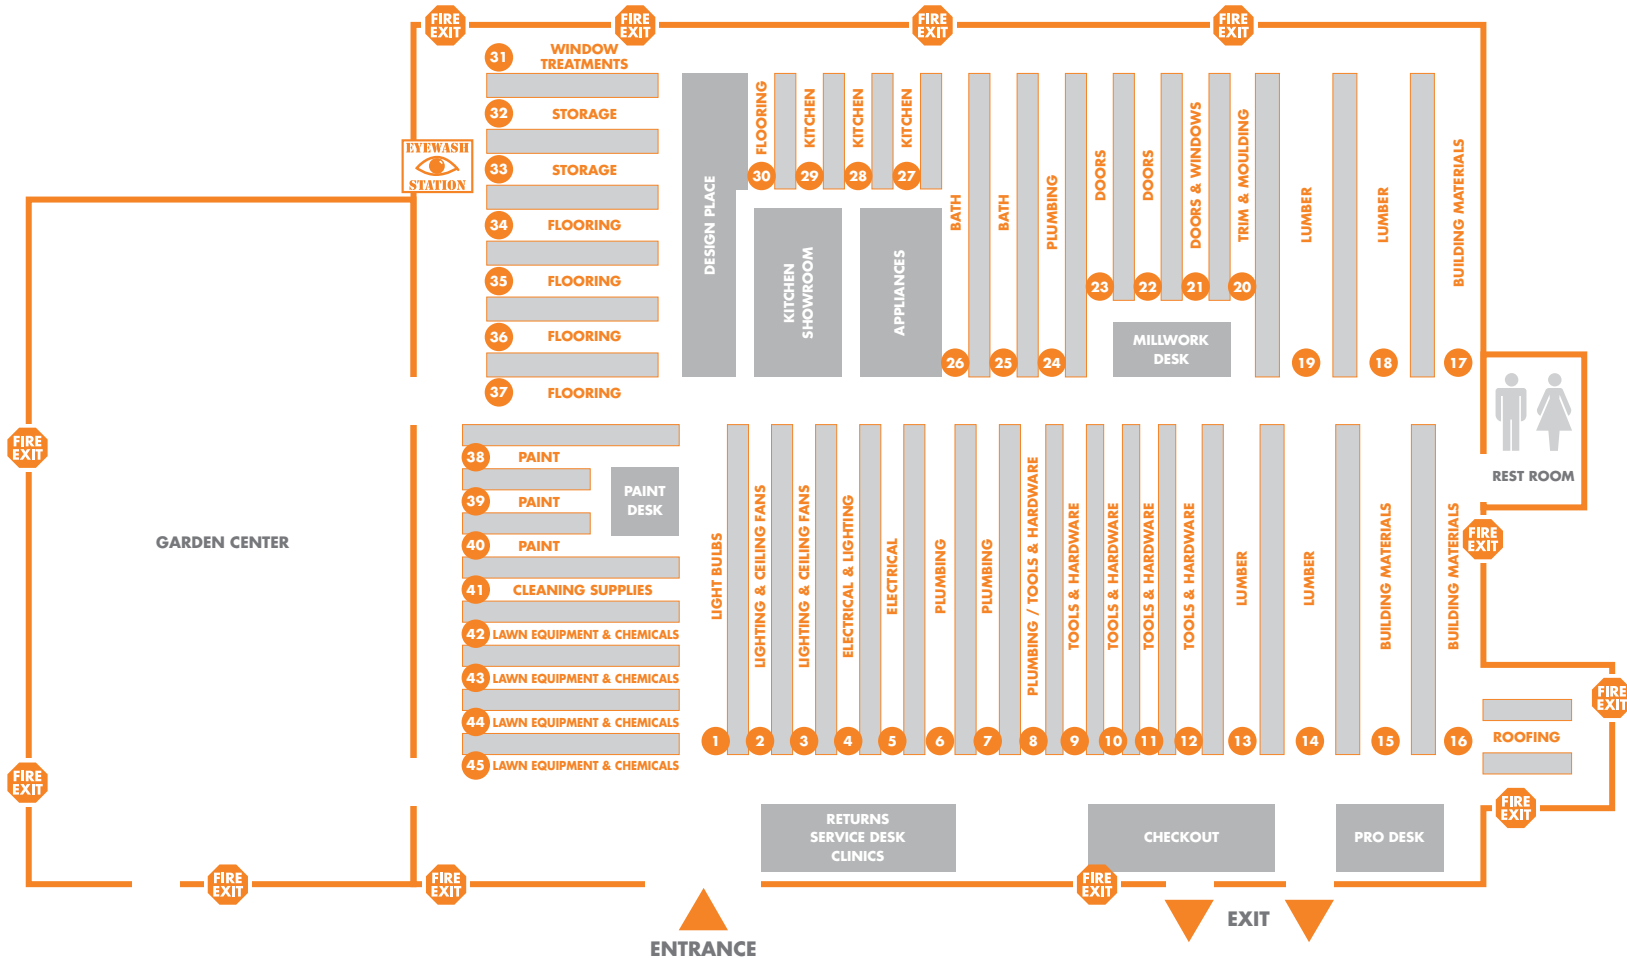 FIRE
EXIT
FIRE
EXIT
FIRE
EXIT
FIRE
EXIT
31 WINDOW
TREATMENTS
32 STORAGE
EYEWASH
STATION
33 STORAGE
34 FLOORING
35 FLOORING
36 FLOORING
37 FLOORING
DESIGN PLACE
FLOORING
30
KITCHEN
29
KITCHEN
28
KITCHEN
27
KITCHEN
SHOWROOM
APPLIANCES
BATH
26
BATH
25
PLUMBING
24
DOORS
23
DOORS
22
DOORS & WINDOWS
21
TRIM & MOULDING
20
MILLWORK
DESK
LUMBER
19
LUMBER
18
BUILDING MATERIALS
17
REST ROOM
FIRE
EXIT
GARDEN CENTER
FIRE
EXIT
38 PAINT
39 PAINT
40 PAINT
PAINT
DESK
41 CLEANING SUPPLIES
42 LAWN EQUIPMENT & CHEMICALS
43 LAWN EQUIPMENT & CHEMICALS
44 LAWN EQUIPMENT & CHEMICALS
45 LAWN EQUIPMENT & CHEMICALS
LIGHT BULBS
1
LIGHTING & CEILING FANS
2
LIGHTING & CEILING FANS
3
ELECTRICAL & LIGHTING
4
ELECTRICAL
5
PLUMBING
6
PLUMBING
7
PLUMBING / TOOLS & HARDWARE
8
TOOLS & HARDWARE
9
TOOLS & HARDWARE
10
TOOLS & HARDWARE
11
TOOLS & HARDWARE
12
LUMBER
13
LUMBER
14
BUILDING MATERIALS
15
BUILDING MATERIALS
16
FIRE
EXIT
FIRE
EXIT
ROOFING
FIRE
EXIT
RETURNS
SERVICE DESK
CLINICS
CHECKOUT
PRO DESK
FIRE
EXIT
FIRE
EXIT
FIRE
EXIT
ENTRANCE
EXIT